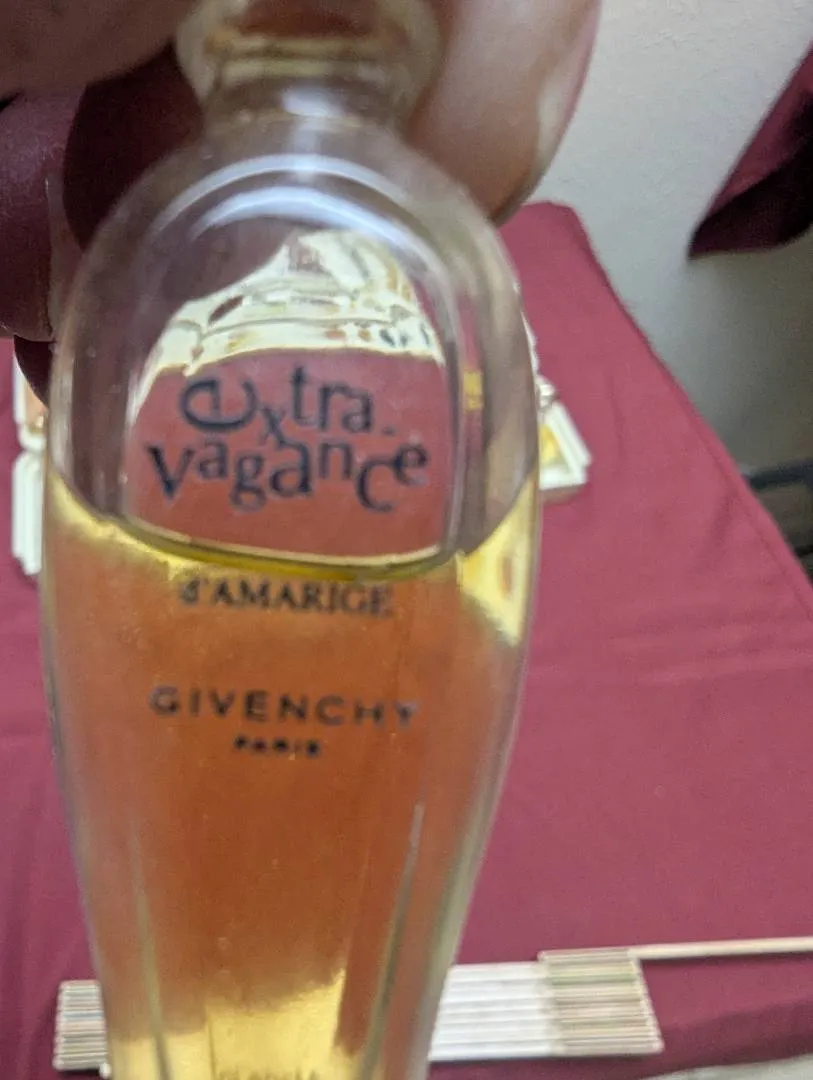 extra-
vagance
d'AMARIGE
GIVENCHY
PARIS